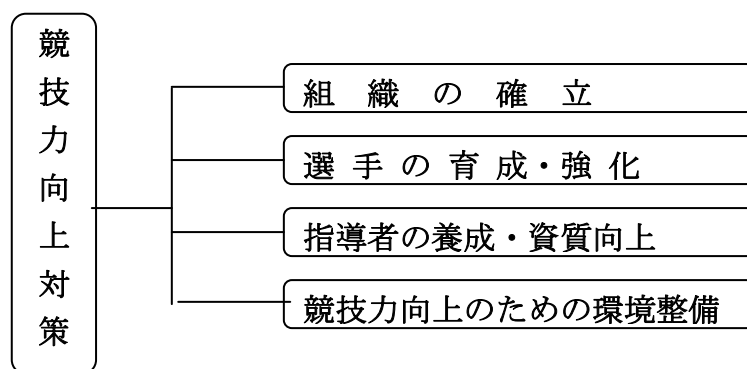 競技力向上対策
組織の確立
選手の育成・強化
指導者の養成・資質向上
競技力向上のための環境整備